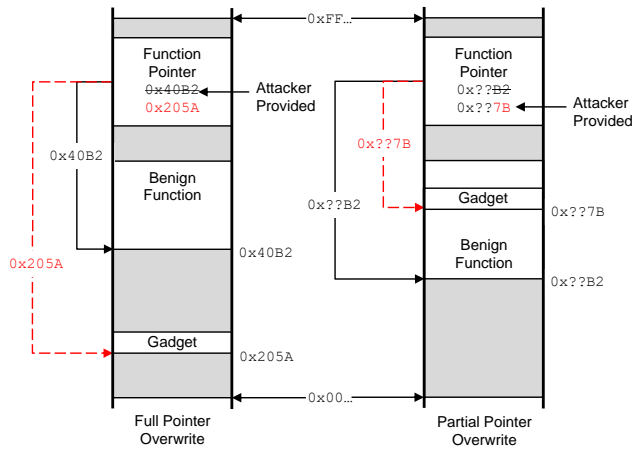 0xFF...
Function
Pointer
0x40B2
0x205A
Attacker
Provided
0x40B2
Benign
Function
0x205A
0x40B2
Gadget
0x205A
Full Pointer
Overwrite
Function
Pointer
0x??B2
0x??7B
Attacker
Provided
0x??7B
0x??B2
Gadget
0x??7B
Benign
Function
0x??B2
0x00...
Partial Pointer
Overwrite